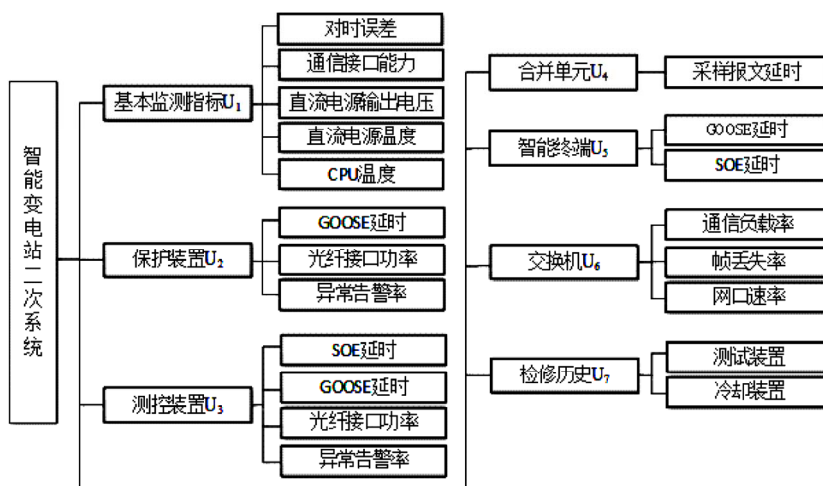 智能变电站二次系统
基本监测指标U1
对时误差
通信接口能力
直流电源输出电压
直流电源温度
CPU温度
保护装置U2
GOOSE延时
光纤接口功率
异常告警率
测控装置U3
SOE延时
GOOSE延时
光纤接口功率
异常告警率
合并单元U4
采样报文延时
智能终端U5
GOOSE延时
SOE延时
交换机U6
通信负载率
帧丢失率
网口速率
检修历史U7
测试装置
冷却装置